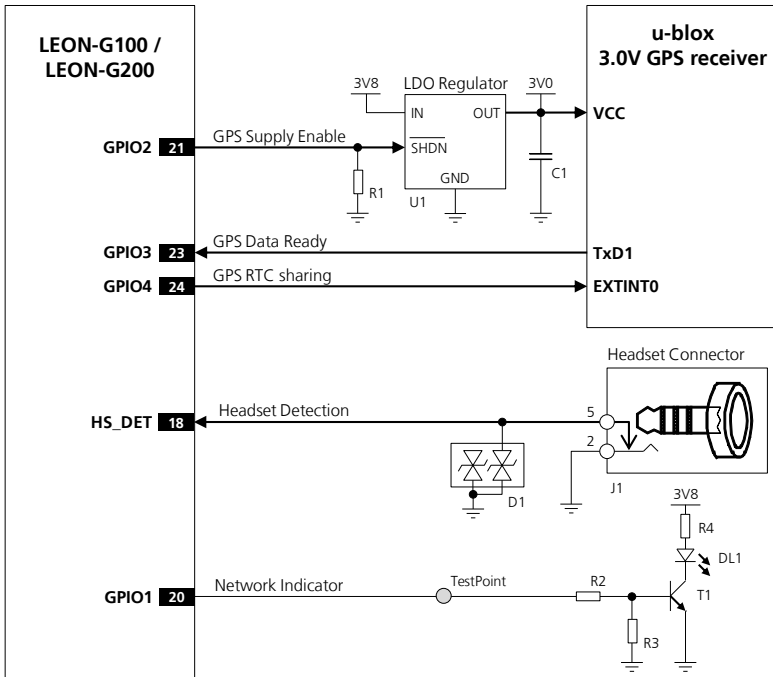 LEON-G100 /
LEON-G200
u-blox
3.0V GPS receiver
LDO Regulator
3V8
3V0
IN
OUT
VCC
GPIO2 21
GPS Supply Enable
SHDN
GND
R1
U1
C1
GPIO3 23
GPS Data Ready
TxD1
GPIO4 24
GPS RTC sharing
EXTINT0
Headset Connector
HS_DET 18
Headset Detection
5
2
D1
J1
3V8
R4
DL1
GPIO1 20
Network Indicator
TestPoint
R2
T1
R3